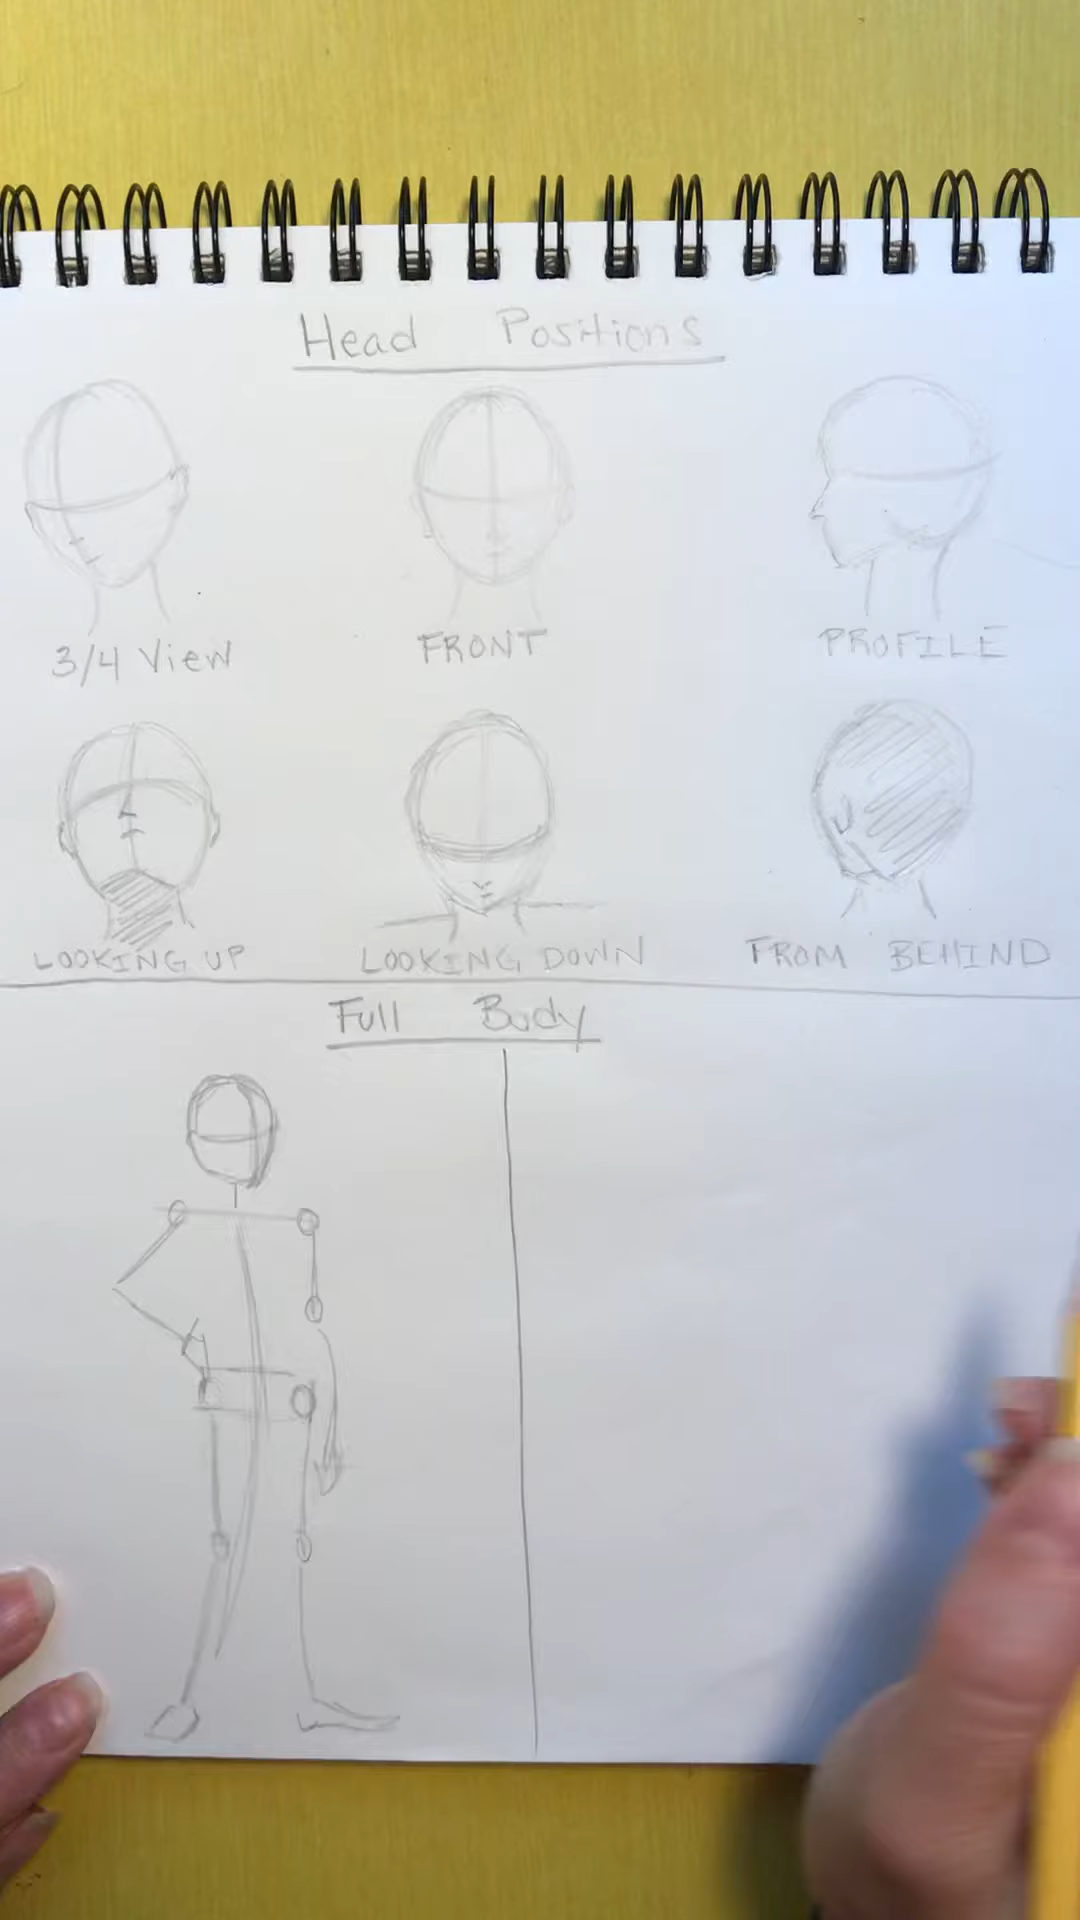 Head Positions
3/4 View
FRONT
PROFILE
LOOKING UP
LOOKING DOWN
FROM BEHIND
Full Body